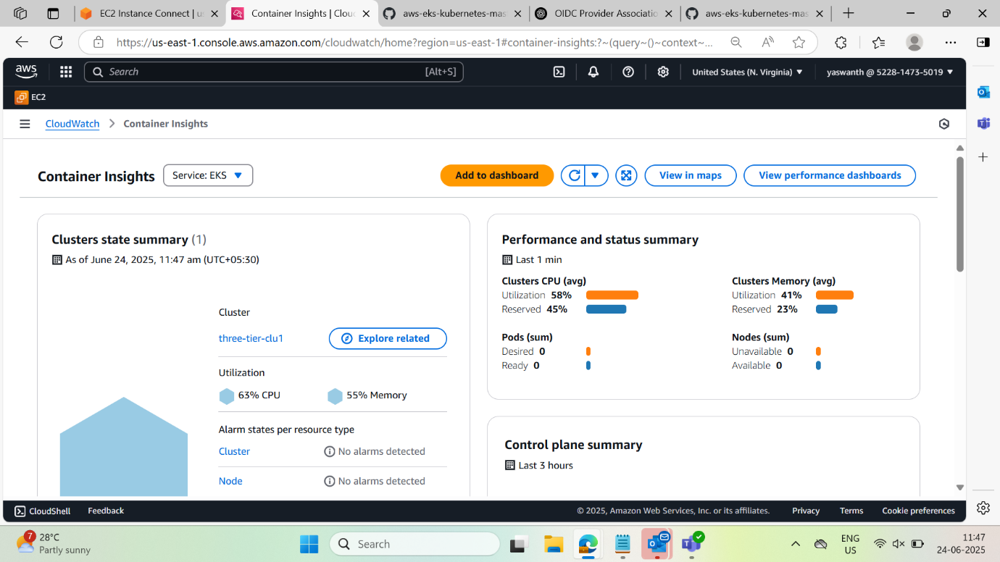 EC2 Instance Connect | us
Container Insights | Cloud
aws-eks-kubernetes-mas
OIDC Provider Associatio
aws-eks-kubernetes-mas
https://us-east-1.console.aws.amazon.com/cloudwatch/home?region=us-east-1#container-insights:?~(query~()~context~...
aws
Search
[Alt+S]
United States (N. Virginia)
yaswanth @ 5228-1473-5019
EC2
CloudWatch
Container Insights
Container Insights
Service: EKS
Add to dashboard
View in maps
View performance dashboards
Clusters state summary (1)
As of June 24, 2025, 11:47 am (UTC+05:30)
Cluster
three-tier-clu1
Explore related
Utilization
63% CPU
55% Memory
Alarm states per resource type
Cluster
No alarms detected
Node
No alarms detected
Performance and status summary
Last 1 min
Clusters CPU (avg)
Utilization 58%
Reserved 45%
Clusters Memory (avg)
Utilization 41%
Reserved 23%
Pods (sum)
Desired 0
Ready 0
Nodes (sum)
Unavailable 0
Available 0
Control plane summary
Last 3 hours
CloudShell
Feedback
© 2025, Amazon Web Services, Inc. or its affiliates.
Privacy
Terms
Cookie preferences
7
28°C
Partly sunny
Search
ENG
US
11:47
24-06-2025